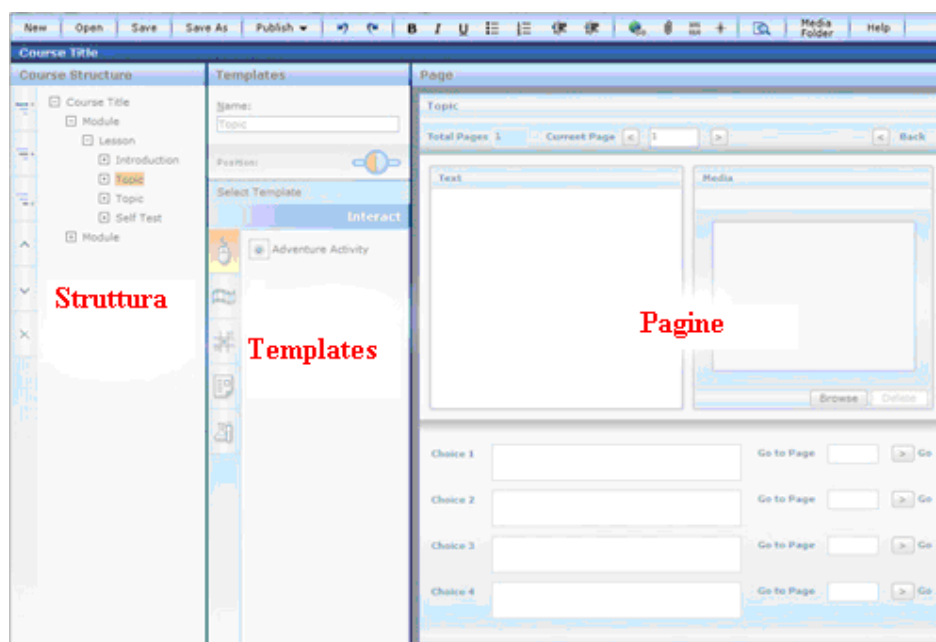 New Open Save Save As Publish B I U Media Folder Help
Course Title
Course Structure Templates Page
Course Title
Module
Lesson
Introduction
Topic
Topic
Self Test
Module
Struttura
Name:
Topic
Position:
Select Template
Interact
Adventure Activity
Templates
Topic
Total Pages 1 Current Page < 1 > < Back
Text
Media
Pagine
Browse Delete
Choice 1 Go to Page > Go
Choice 2 Go to Page > Go
Choice 3 Go to Page > Go
Choice 4 Go to Page > Go